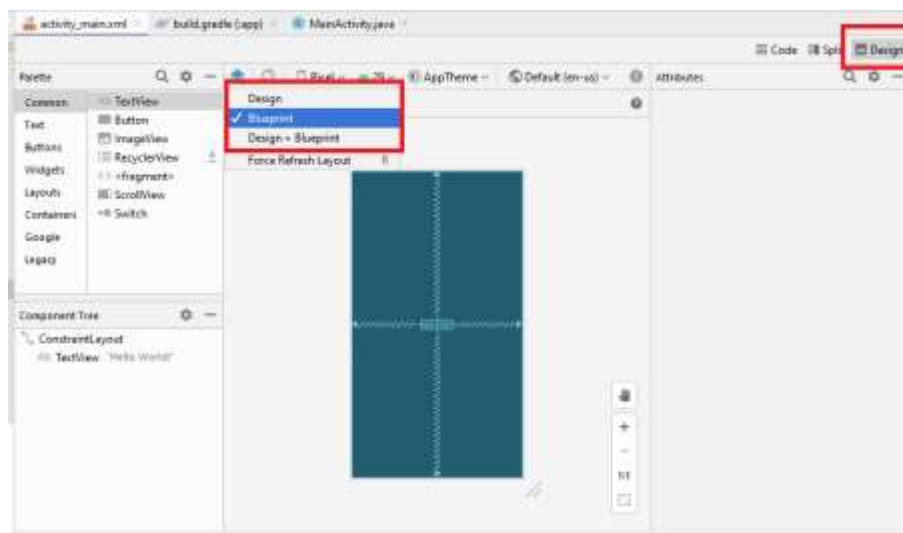 activity_main.xml build.gradle (:app) MainActivity.java
Code Split Design
Palette Pixel 29 AppTheme Default (en-us) Attributes
Common
Text
Buttons
Widgets
Layouts
Containers
Google
Legacy
TextView
Button
ImageView
RecyclerView
<fragment>
ScrollView
Switch
Design
Blueprint
Design + Blueprint
Force Refresh Layout R
1:1
Component Tree
ConstraintLayout
TextView "Hello World!"